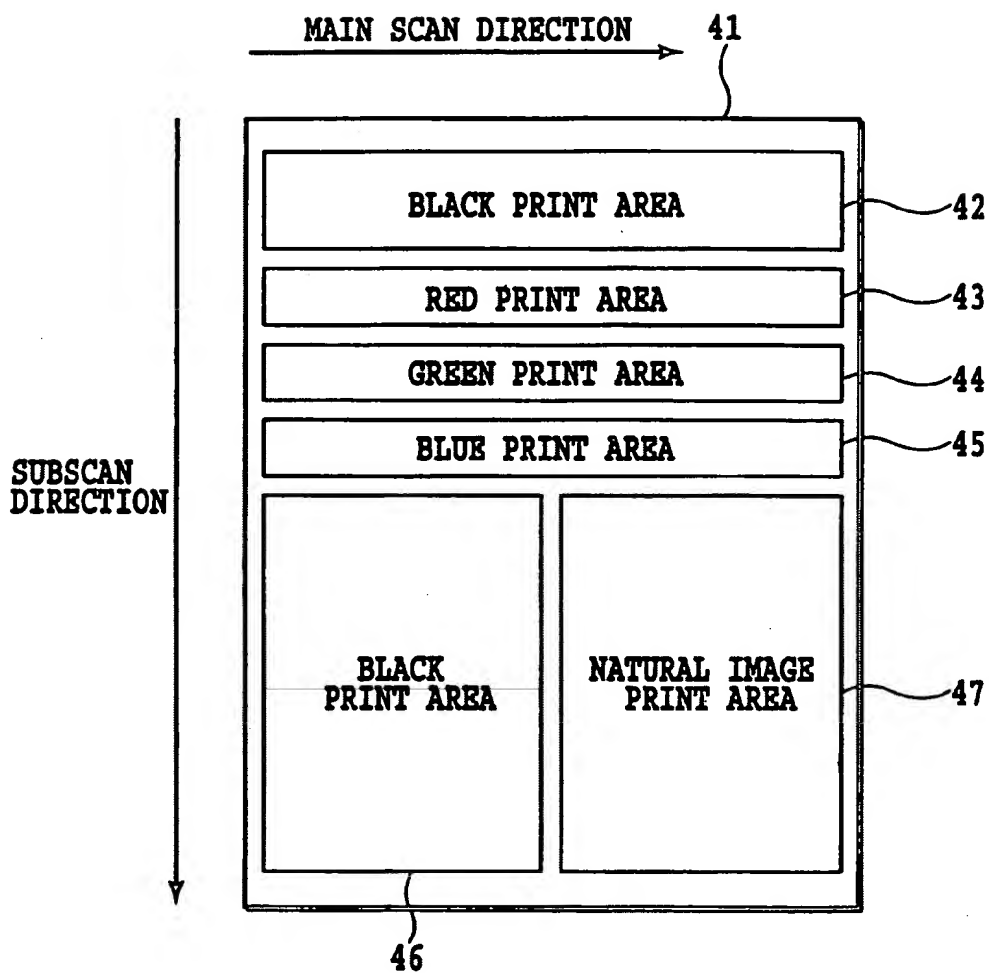 MAIN SCAN DIRECTION
41
BLACK PRINT AREA
42
RED PRINT AREA
43
GREEN PRINT AREA
44
BLUE PRINT AREA
45
SUBSCAN
DIRECTION
BLACK
PRINT AREA
NATURAL IMAGE
PRINT AREA
47
46